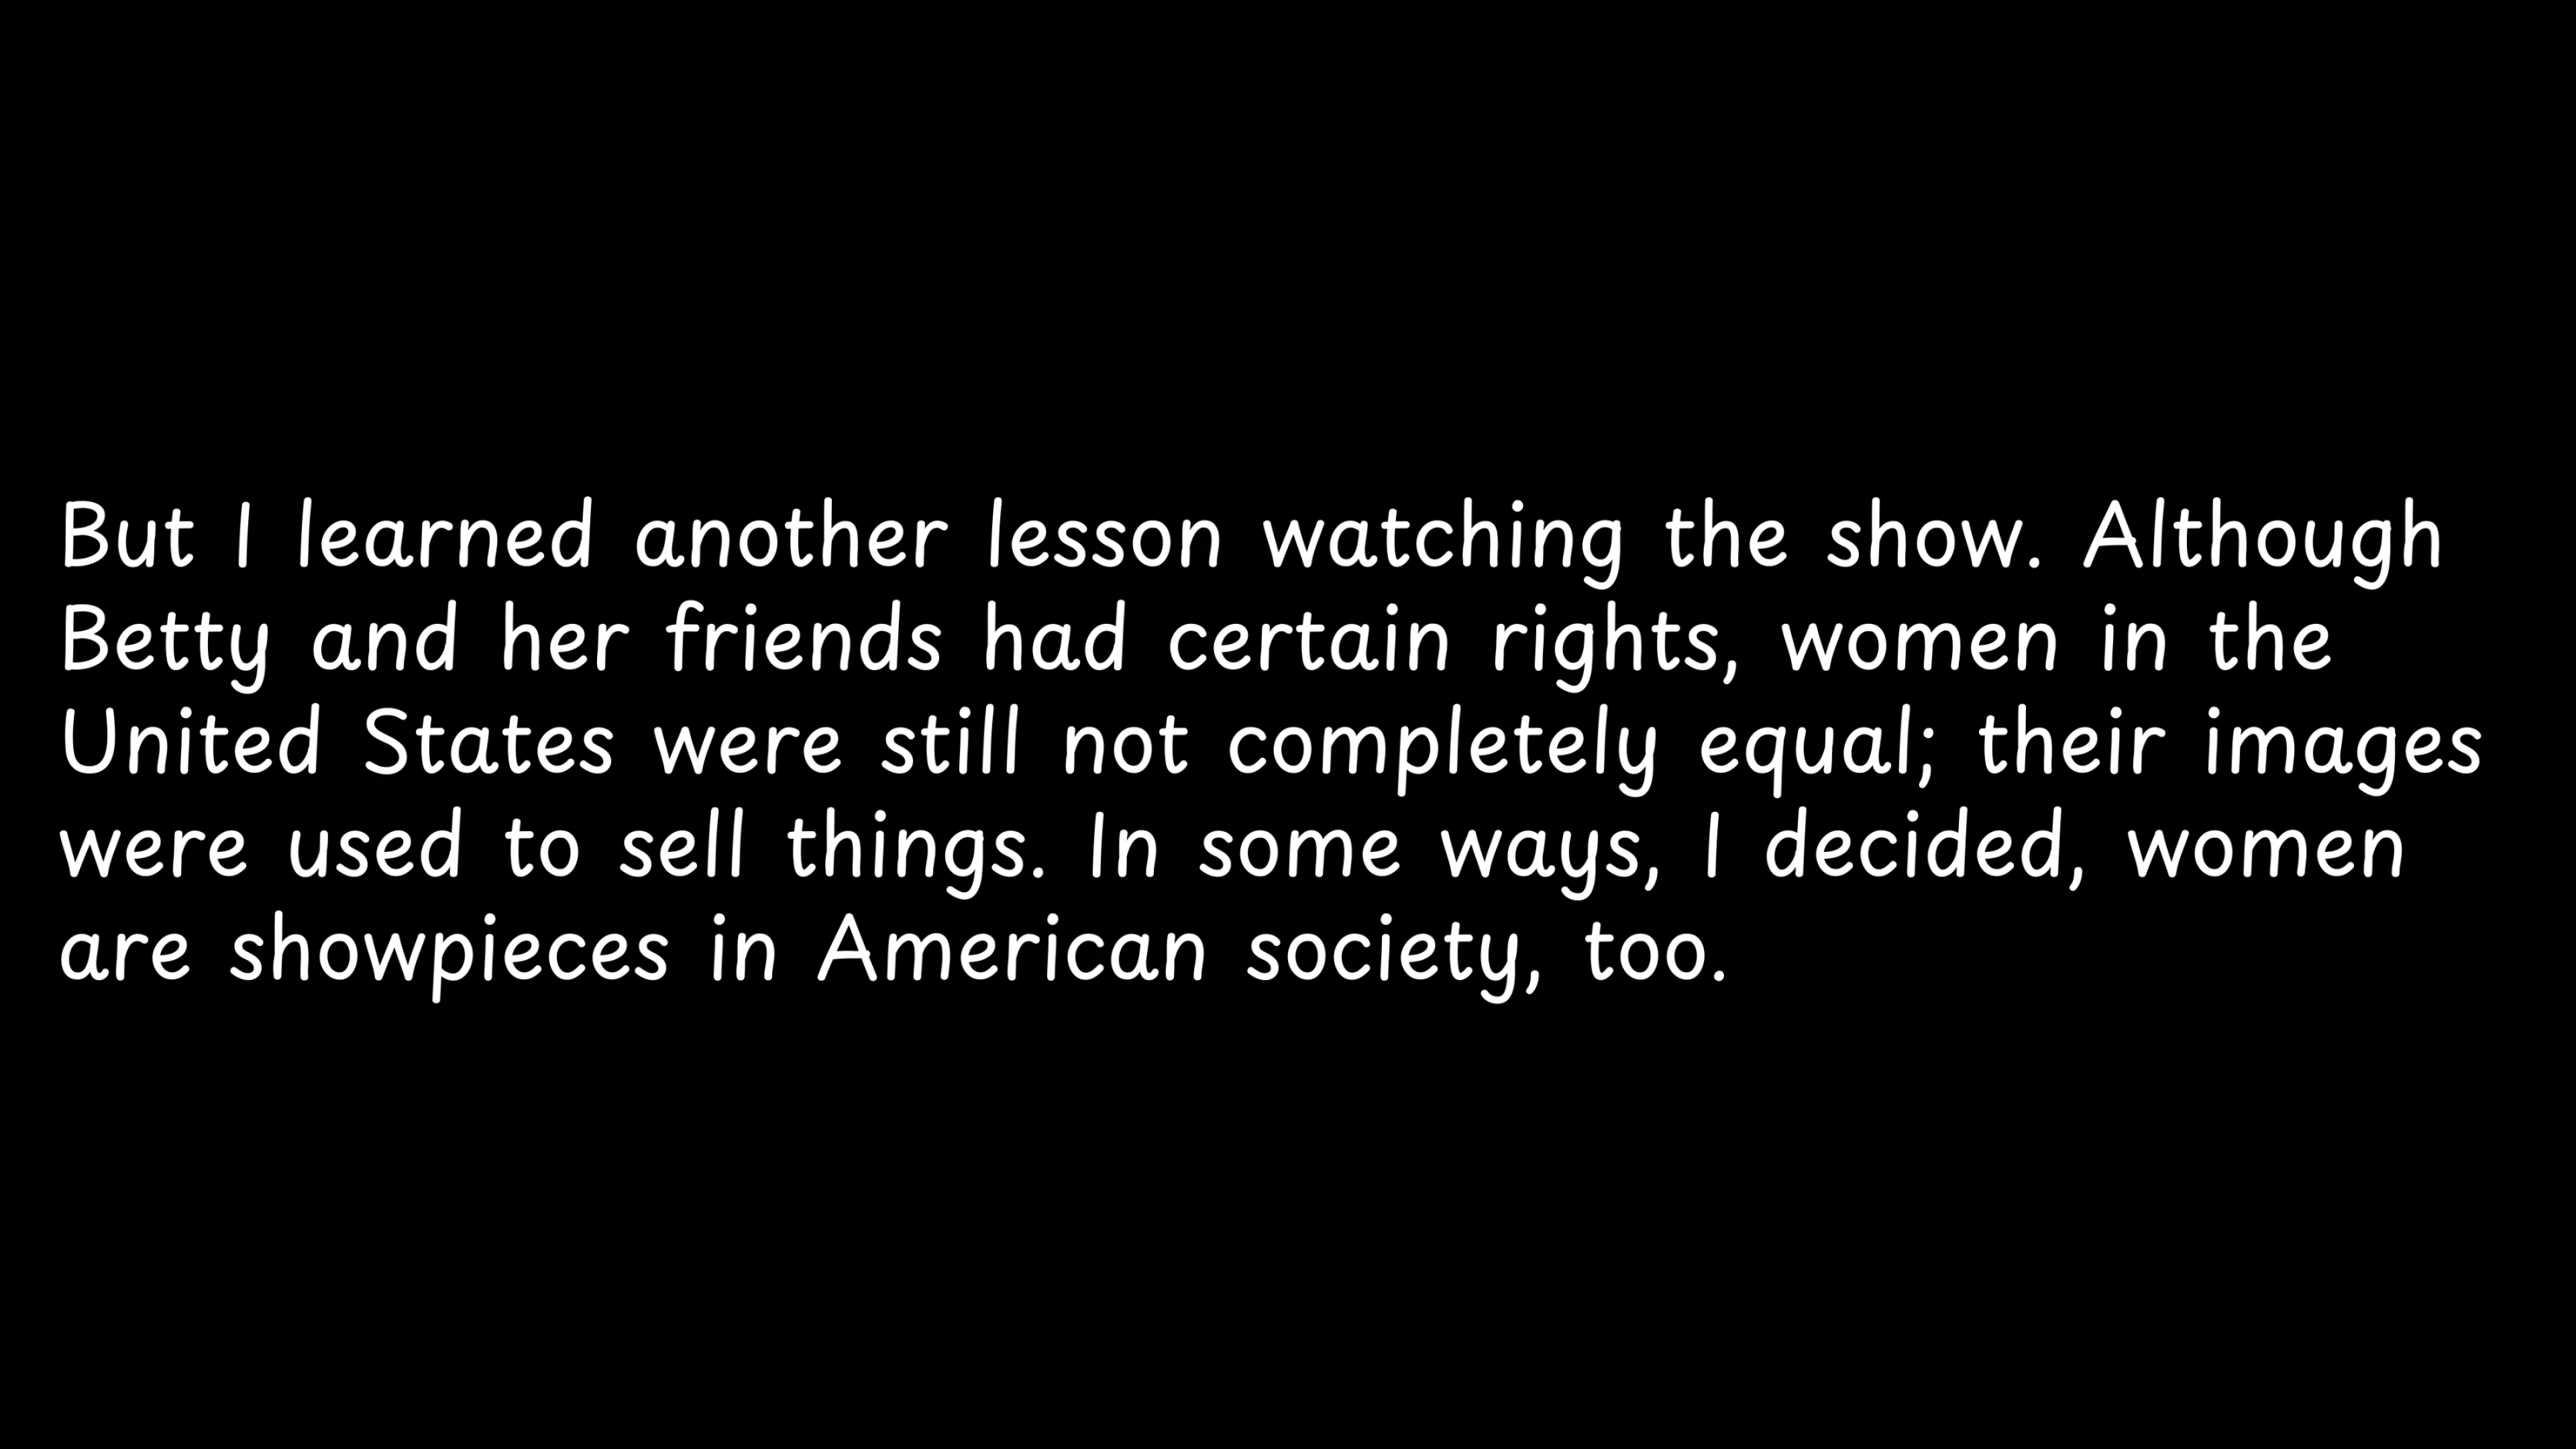 But I learned another lesson watching the show. Although
Betty and her friends had certain rights, women in the
United States were still not completely equal; their images
were used to sell things. In some ways, I decided, women
are showpieces in American society, too.